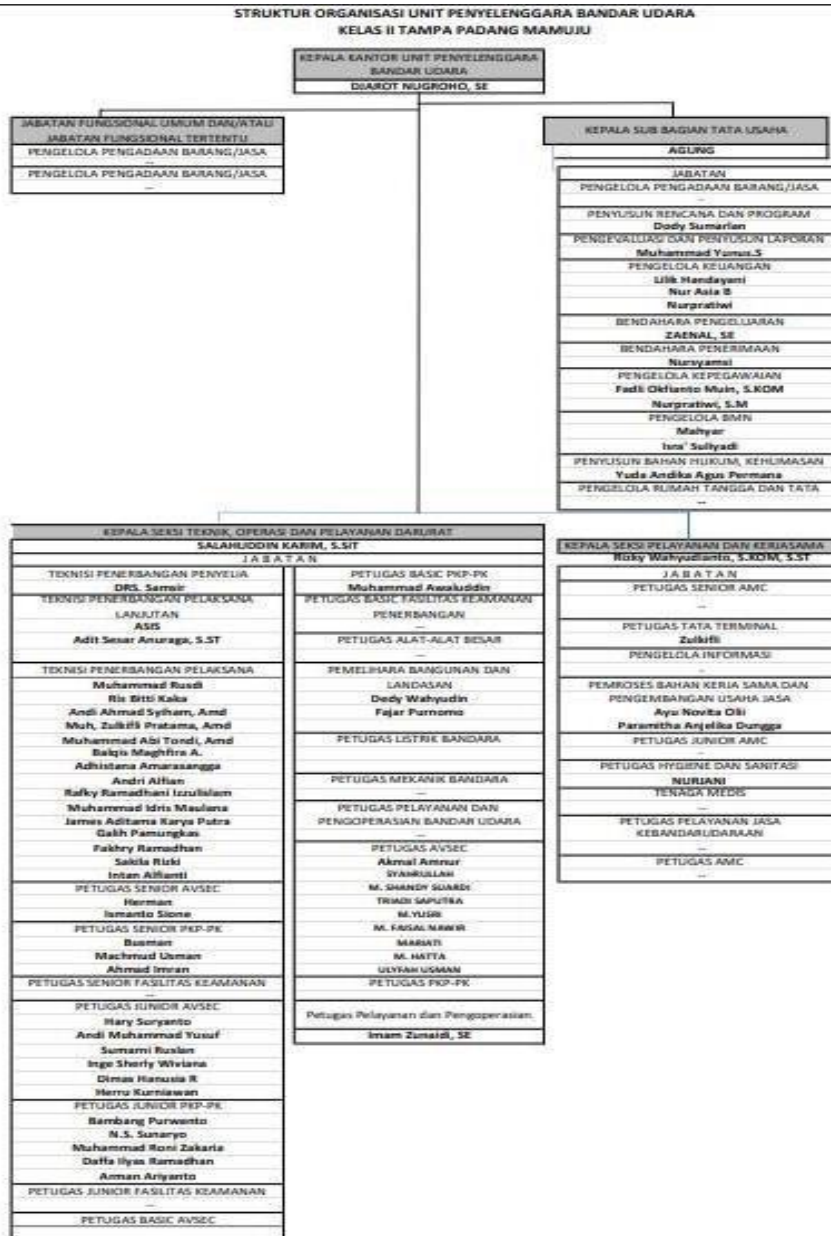 STRUKTUR ORGANISASI UNIT PENYELENGGARA BANDAR UDARA
KELAS II TAMPA PADANG MAMUJU
KEPALA KANTOR UNIT PENYELENGGARA
BANDAR UDARA
DJAROT NUGROHO, SE
JABATAN FUNGSIONAL UMUM DAN/ATAU
JABATAN FUNGSIONAL TERTENTU
PENGELOLA PENGADAAN BARANG/JASA
...
PENGELOLA PENGADAAN BARANG/JASA
...
KEPALA SUB BAGIAN TATA USAHA
AGUNG
JABATAN
PENGELOLA PENGADAAN BARANG/JASA
...
PENYUSUN RENCANA DAN PROGRAM
Dody Sumarlan
PENGEVALUASI DAN PENYUSUN LAPORAN
Muhammad Yunus.S
PENGELOLA KEUANGAN
Lilik Handayani
Nur Asia B
Nurpratiwi
BENDAHARA PENGELUARAN
ZAENAL, SE
BENDAHARA PENERIMAAN
Nursyamsi
PENGELOLA KEPEGAWAIAN
Fadli Okfianto Muin, S.KOM
Nurpratiwi, S.M
PENGELOLA BMN
Mahyar
Isra' Suliyadi
PENYUSUN BAHAN HUKUM, KEHUMASAN
Yuda Andika Agus Permana
PENGELOLA RUMAH TANGGA DAN TATA
...
KEPALA SEKSI TEKNIK, OPERASI DAN PELAYANAN DARURAT
SALAHUDDIN KARIM, S.SiT
J A B A T A N
TEKNISI PENERBANGAN PENYELIA
DRS. Samsir
TEKNISI PENERBANGAN PELAKSANA
LANJUTAN
ASIS
Adit Sesar Anuraga, S.ST
TEKNISI PENERBANGAN PELAKSANA
Muhammad Rusdi
Ris Bitti Kaka
Andi Ahmad Syiham, Amd
Muh, Zulkifli Pratama, Amd
Muhammad Abi Tondi, Amd
Balqis Maghfira A.
Adhistana Amarasangga
Andri Alfian
Rafky Ramadhani Izzulislam
Muhammad Idris Maulana
James Aditama Karya Putra
Galih Pamungkas
Fakhry Ramadhan
Sakila Rizki
Intan Alfianti
PETUGAS SENIOR AVSEC
Herman
Ismanto Sione
PETUGAS SENIOR PKP-PK
Busman
Machmud Usman
Ahmad Imran
PETUGAS SENIOR FASILITAS KEAMANAN
...
PETUGAS JUNIOR AVSEC
Hary Suryanto
Andi Muhammad Yusuf
Sumarni Ruslan
Inge Sherly Wiviana
Dimas Hanusia R
Herru Kurniawan
PETUGAS JUNIOR PKP-PK
Bambang Purwanto
N.S. Sunaryo
Muhammad Roni Zakaria
Daffa Ilyas Ramadhan
Arman Ariyanto
PETUGAS JUNIOR FASILITAS KEAMANAN
...
PETUGAS BASIC AVSEC
PETUGAS BASIC PKP-PK
Muhammad Awaluddin
PETUGAS BASIC FASILITAS KEAMANAN
PENERBANGAN
...
PETUGAS ALAT-ALAT BESAR
...
PEMELIHARA BANGUNAN DAN
LANDASAN
Dedy Wahyudin
Fajar Purnomo
PETUGAS LISTRIK BANDARA
...
PETUGAS MEKANIK BANDARA
...
PETUGAS PELAYANAN DAN
PENGOPERASIAN BANDAR UDARA
...
PETUGAS AVSEC
Akmal Amnur
SYAHRULLAH
M. SHANDY SUARDI
TRIADI SAPUTRA
M.YUSRI
M. FAISAL NAWIR
MARIATI
M. HATTA
ULYFAH USMAN
PETUGAS PKP-PK
Petugas Pelayanan dan Pengoperasian
Imam Zunaidi, SE
KEPALA SEKSI PELAYANAN DAN KERJASAMA
Rizky Wahyudianto, S.KOM, S.ST
J A B A T A N
PETUGAS SENIOR AMC
...
PETUGAS TATA TERMINAL
Zulkifli
PENGELOLA INFORMASI
...
PEMROSES BAHAN KERJA SAMA DAN
PENGEMBANGAN USAHA JASA
Ayu Novita Olii
Paramitha Anjelika Dungga
PETUGAS JUNIOR AMC
...
PETUGAS HYGIENE DAN SANITASI
NURJANI
TENAGA MEDIS
...
PETUGAS PELAYANAN JASA
KEBANDARUDARAAN
...
PETUGAS AMC
...